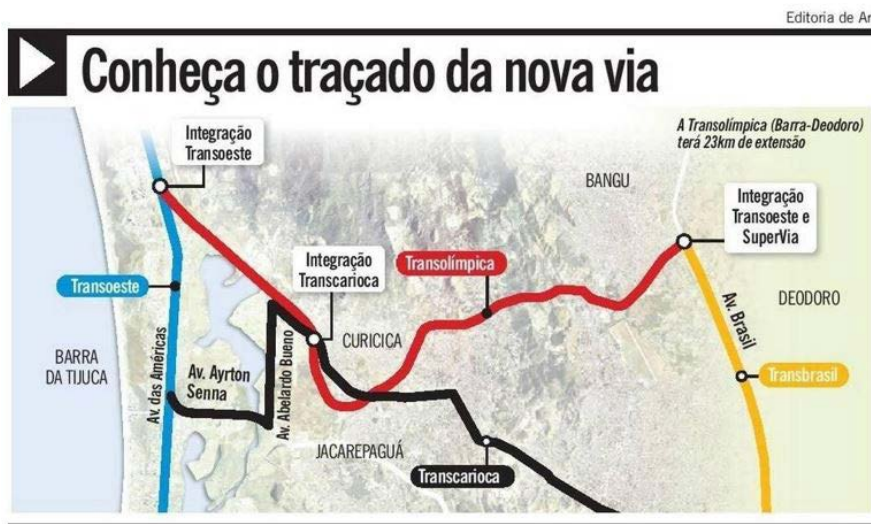 Editoria de Ar
Conheça o traçado da nova via
A Transolímpica (Barra-Deodoro)
terá 23km de extensão
Integração
Transoeste
BANGU
Integração
Transoeste e
SuperVia
Integração
Transcarioca
Transolímpica
Transoeste
DEODORO
CURICICA
Av. Brasil
BARRA
DA TIJUCA
Av. das Américas
Av. Ayrton
Senna
Av. Abelardo Bueno
Transbrasil
JACAREPAGUÁ
Transcarioca